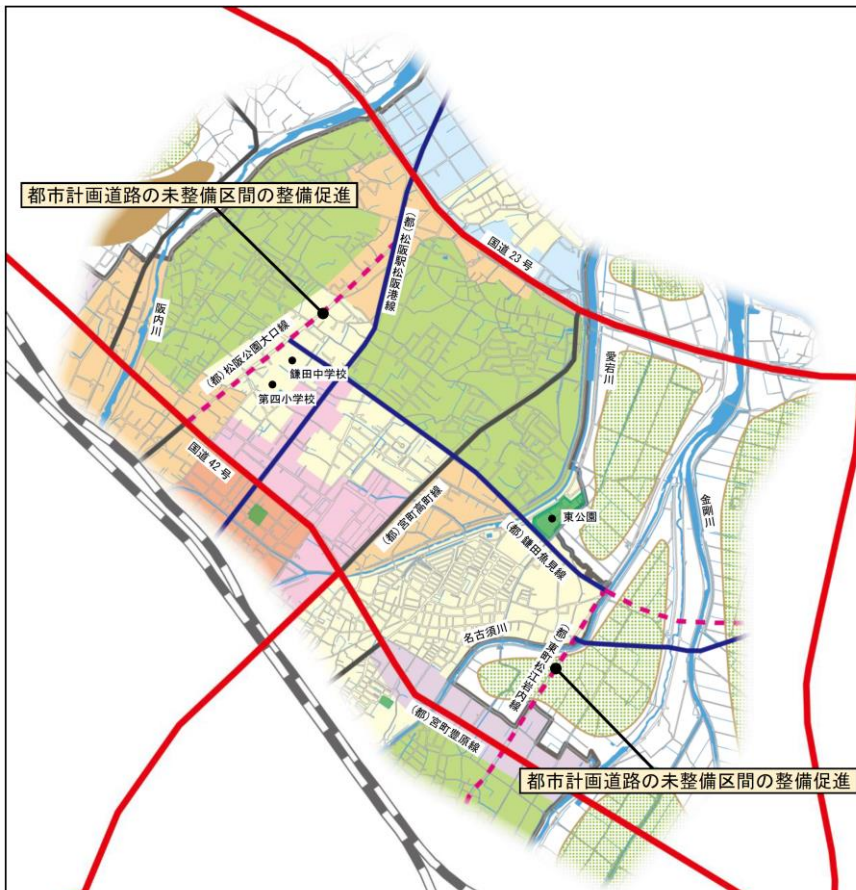 都市計画道路の未整備区間の整備促進
(都)松阪駅松阪港線
国道23号
阪内川
(都)松阪公園大口線
鎌田中学校
第四小学校
愛宕川
国道42号
金剛川
(都)宮町高町線
東公園
(都)鎌田魚見線
名古須川
(都)東町松江岩内線
(都)宮町豊原線
都市計画道路の未整備区間の整備促進